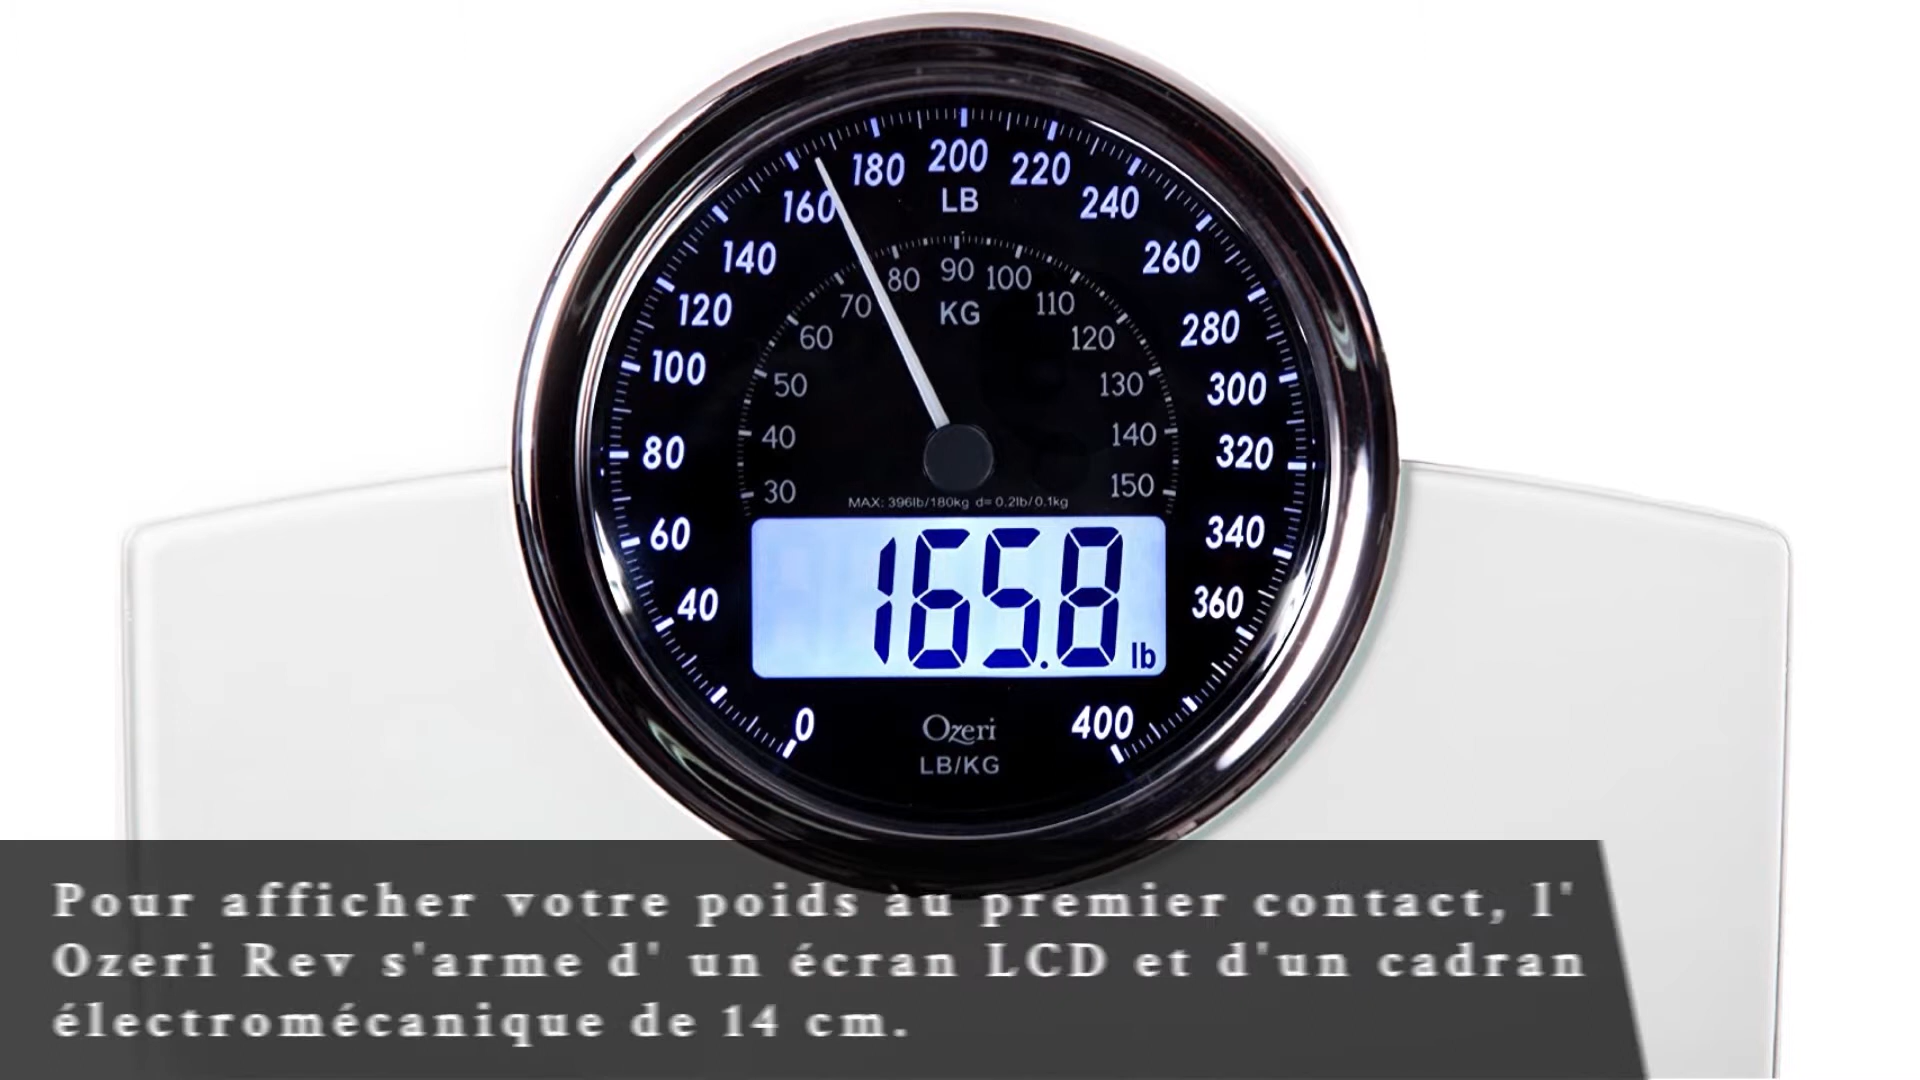 180 200 220
160 LB 240
140 260
80 90 100
120 70 KG 110 280
60 120
100 50 130 300
80 40 140 320
30 150
MAX: 396lb/180kg d= 0.2lb/0.1kg
60 340
165.8 lb
40 360
0 Ozeri 400
LB/KG
Pour afficher votre poids au premier contact, l'
Ozeri Rev s'arme d' un écran LCD et d'un cadran
électromécanique de 14 cm.